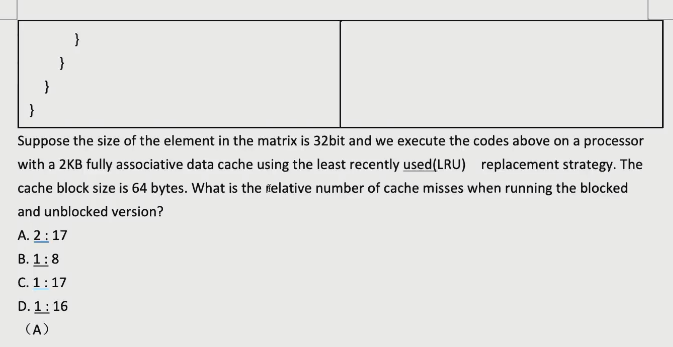 }
}
}
}
Suppose the size of the element in the matrix is 32bit and we execute the codes above on a processor
with a 2KB fully associative data cache using the least recently used(LRU) replacement strategy. The
cache block size is 64 bytes. What is the relative number of cache misses when running the blocked
and unblocked version?
A. 2 : 17
B. 1 : 8
C. 1 : 17
D. 1 : 16
（A）